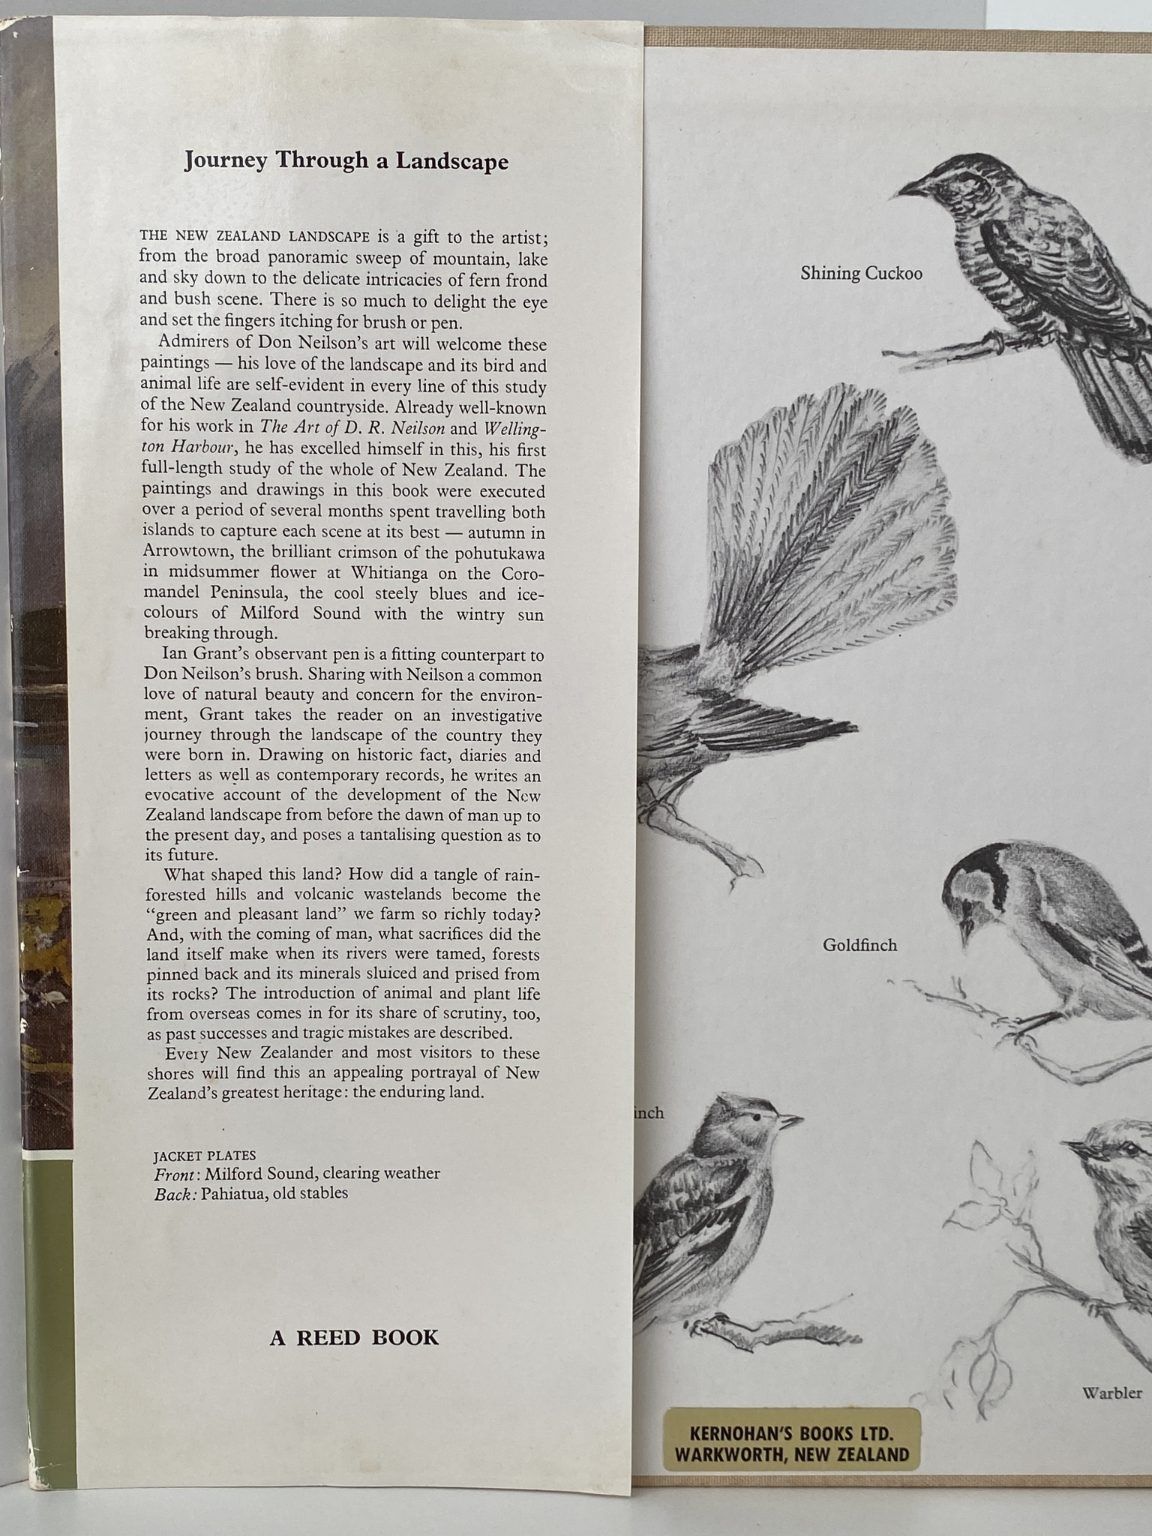 Journey Through a Landscape
THE NEW ZEALAND LANDSCAPE is a gift to the artist;
from the broad panoramic sweep of mountain, lake
and sky down to the delicate intricacies of fern frond
and bush scene. There is so much to delight the eye
and set the fingers itching for brush or pen.
Admirers of Don Neilson's art will welcome these
paintings — his love of the landscape and its bird and
animal life are self-evident in every line of this study
of the New Zealand countryside. Already well-known
for his work in The Art of D. R. Neilson and Welling-
ton Harbour, he has excelled himself in this, his first
full-length study of the whole of New Zealand. The
paintings and drawings in this book were executed
over a period of several months spent travelling both
islands to capture each scene at its best — autumn in
Arrowtown, the brilliant crimson of the pohutukawa
in midsummer flower at Whitianga on the Coro-
mandel Peninsula, the cool steely blues and ice-
colours of Milford Sound with the wintry sun
breaking through.
Ian Grant's observant pen is a fitting counterpart to
Don Neilson's brush. Sharing with Neilson a common
love of natural beauty and concern for the environ-
ment, Grant takes the reader on an investigative
journey through the landscape of the country they
were born in. Drawing on historic fact, diaries and
letters as well as contemporary records, he writes an
evocative account of the development of the New
Zealand landscape from before the dawn of man up to
the present day, and poses a tantalising question as to
its future.
What shaped this land? How did a tangle of rain-
forested hills and volcanic wastelands become the
"green and pleasant land" we farm so richly today?
And, with the coming of man, what sacrifices did the
land itself make when its rivers were tamed, forests
pinned back and its minerals sluiced and prised from
its rocks? The introduction of animal and plant life
from overseas comes in for its share of scrutiny, too,
as past successes and tragic mistakes are described.
Every New Zealander and most visitors to these
shores will find this an appealing portrayal of New
Zealand's greatest heritage: the enduring land.
JACKET PLATES
Front: Milford Sound, clearing weather
Back: Pahiatua, old stables
A REED BOOK
Shining Cuckoo
Goldfinch
inch
Warbler
KERNOHAN'S BOOKS LTD.
WARKWORTH, NEW ZEALAND